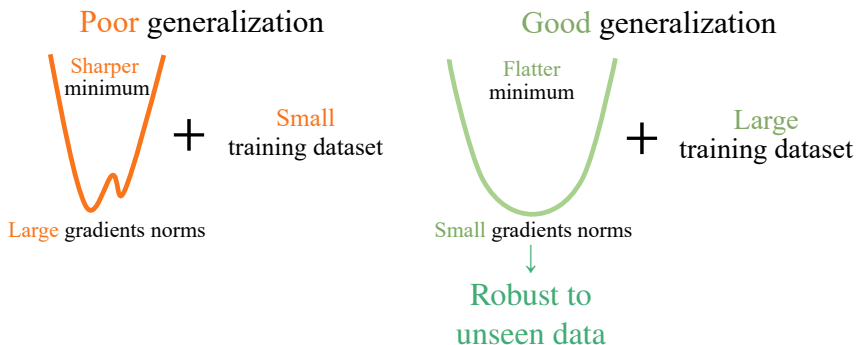 Poor generalization
Sharper
minimum
+
Small
training dataset
Large gradients norms
Good generalization
Flatter
minimum
+
Large
training dataset
Small gradients norms
↓
Robust to
unseen data